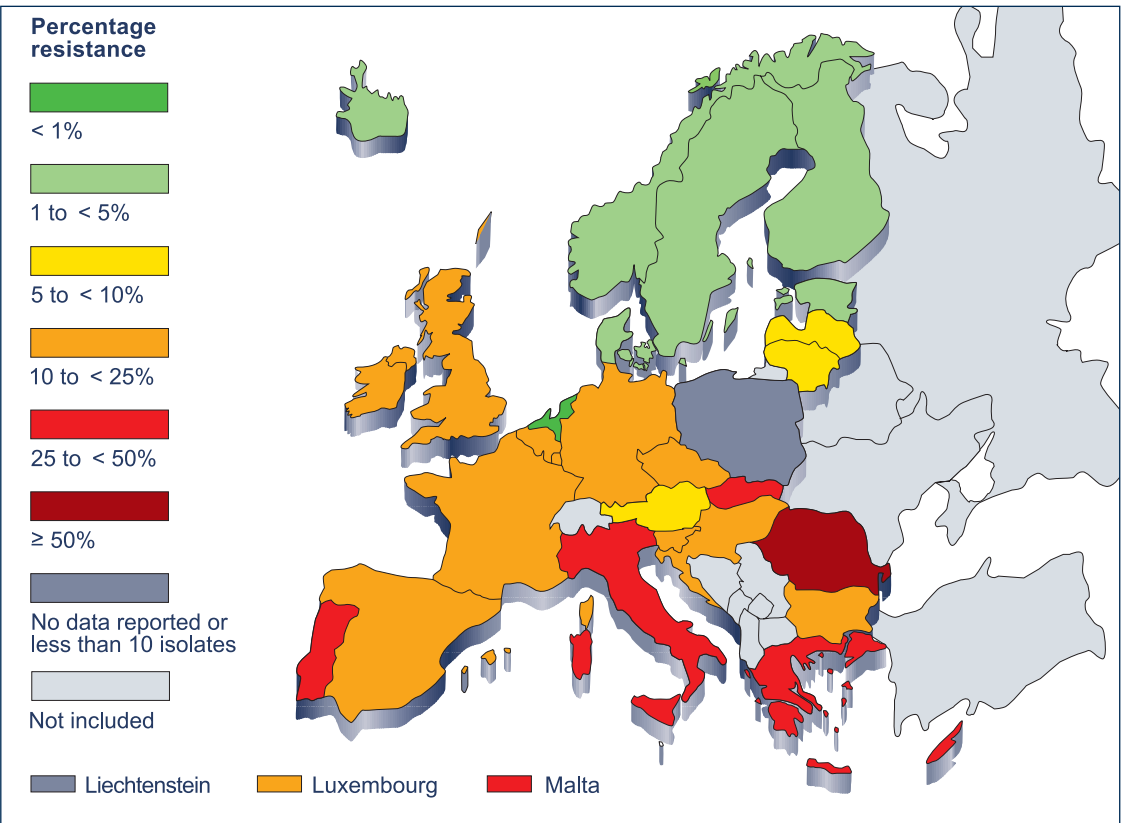 Percentage
resistance
< 1%
1 to < 5%
5 to < 10%
10 to < 25%
25 to < 50%
≥ 50%
No data reported or
less than 10 isolates
Not included
Liechtenstein
Luxembourg
Malta